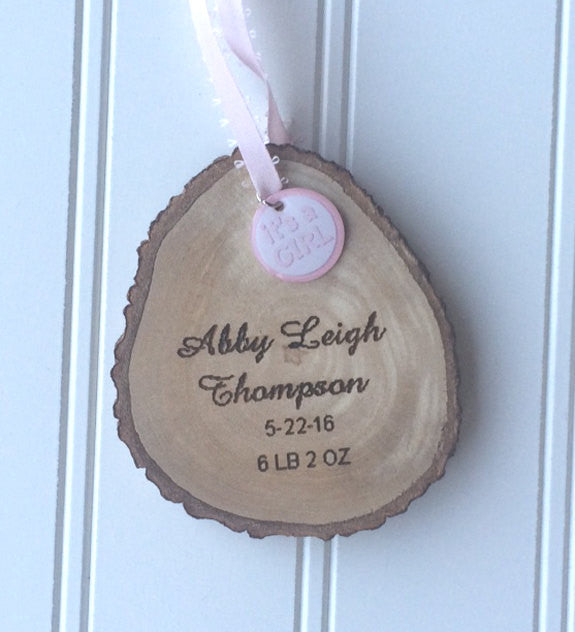 it's a
GIRL
Abby Leigh
Thompson
5-22-16
6 LB 2 OZ